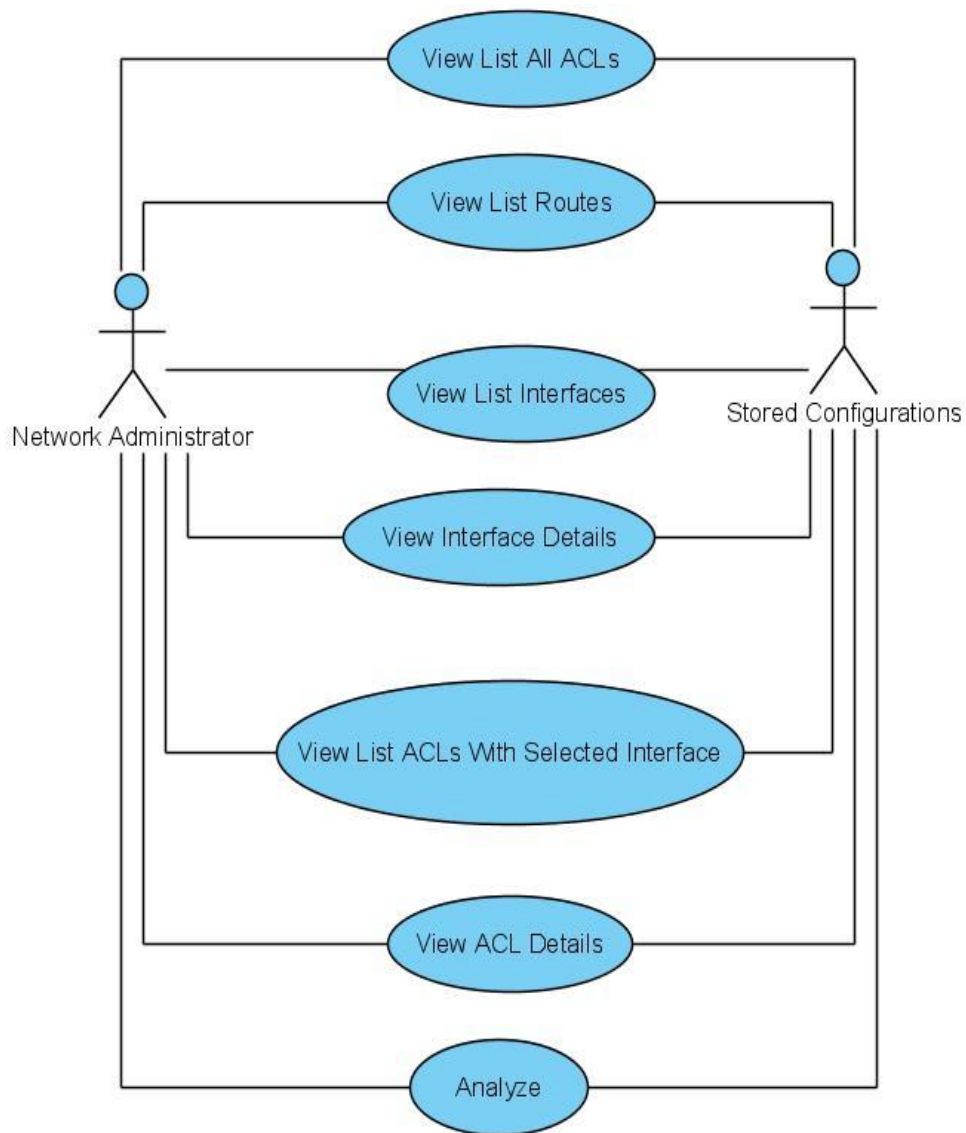 View List All ACLs
View List Routes
View List Interfaces
Network Administrator
Stored Configurations
View Interface Details
View List ACLs With Selected Interface
View ACL Details
Analyze